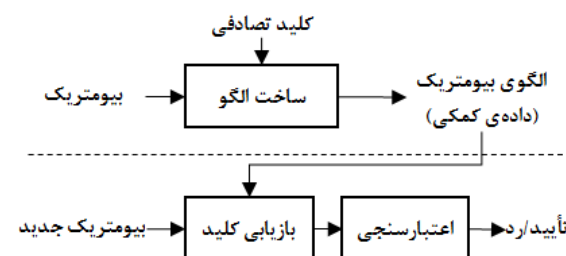 کلید تصادفی
بیومتریک
ساخت الگو
الگوی بیومتریک
(داده‌ی کمکی)
بیومتریک جدید
بازیابی کلید
اعتبارسنجی
تأیید/رد